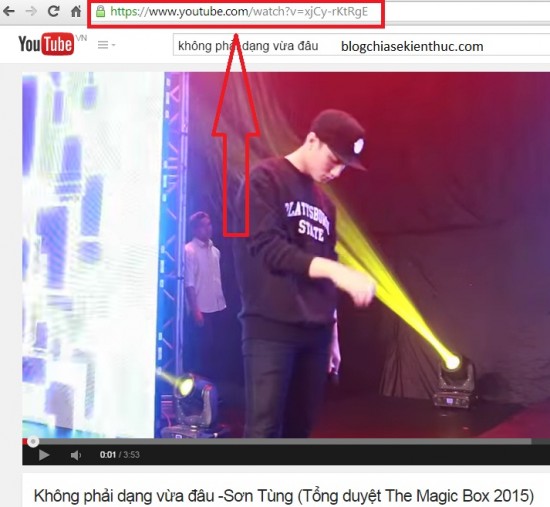 https://www.youtube.com/watch?v=xjCy-rKtRgE
YouTube VN
không phải dạng vừa đâu blogchiasekienthuc.com
PLATTSBURGH
STATE
0:01 / 3:53
Không phải dạng vừa đâu -Sơn Tùng (Tổng duyệt The Magic Box 2015)